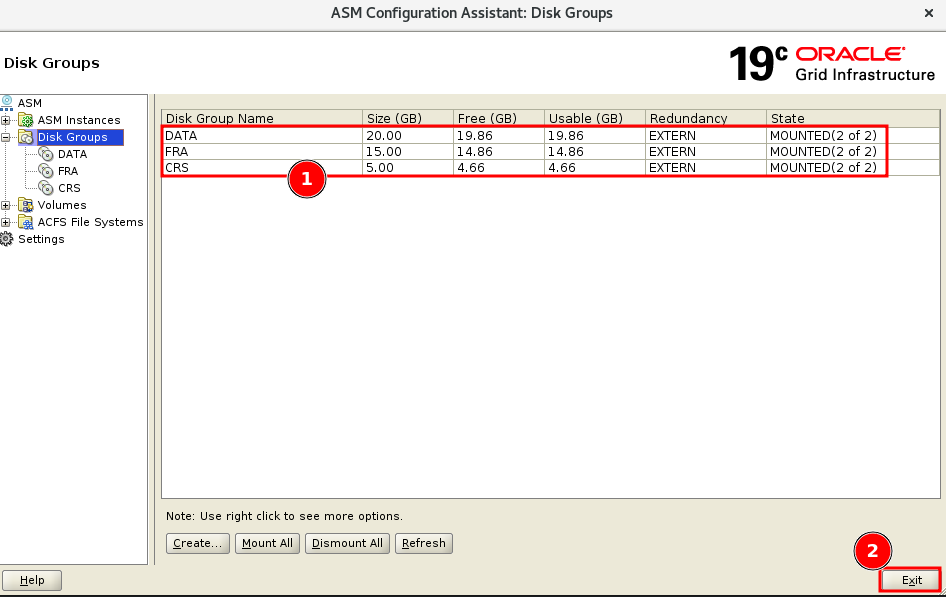 ASM Configuration Assistant: Disk Groups
Disk Groups
19c ORACLE
Grid Infrastructure
ASM
ASM Instances
Disk Groups
DATA
FRA
CRS
Volumes
ACFS File Systems
Settings
Disk Group Name Size (GB) Free (GB) Usable (GB) Redundancy State
DATA 20.00 19.86 19.86 EXTERN MOUNTED(2 of 2)
FRA 15.00 14.86 14.86 EXTERN MOUNTED(2 of 2)
CRS 5.00 4.66 4.66 EXTERN MOUNTED(2 of 2)
1
Note: Use right click to see more options.
Create... Mount All Dismount All Refresh
2
Help Exit